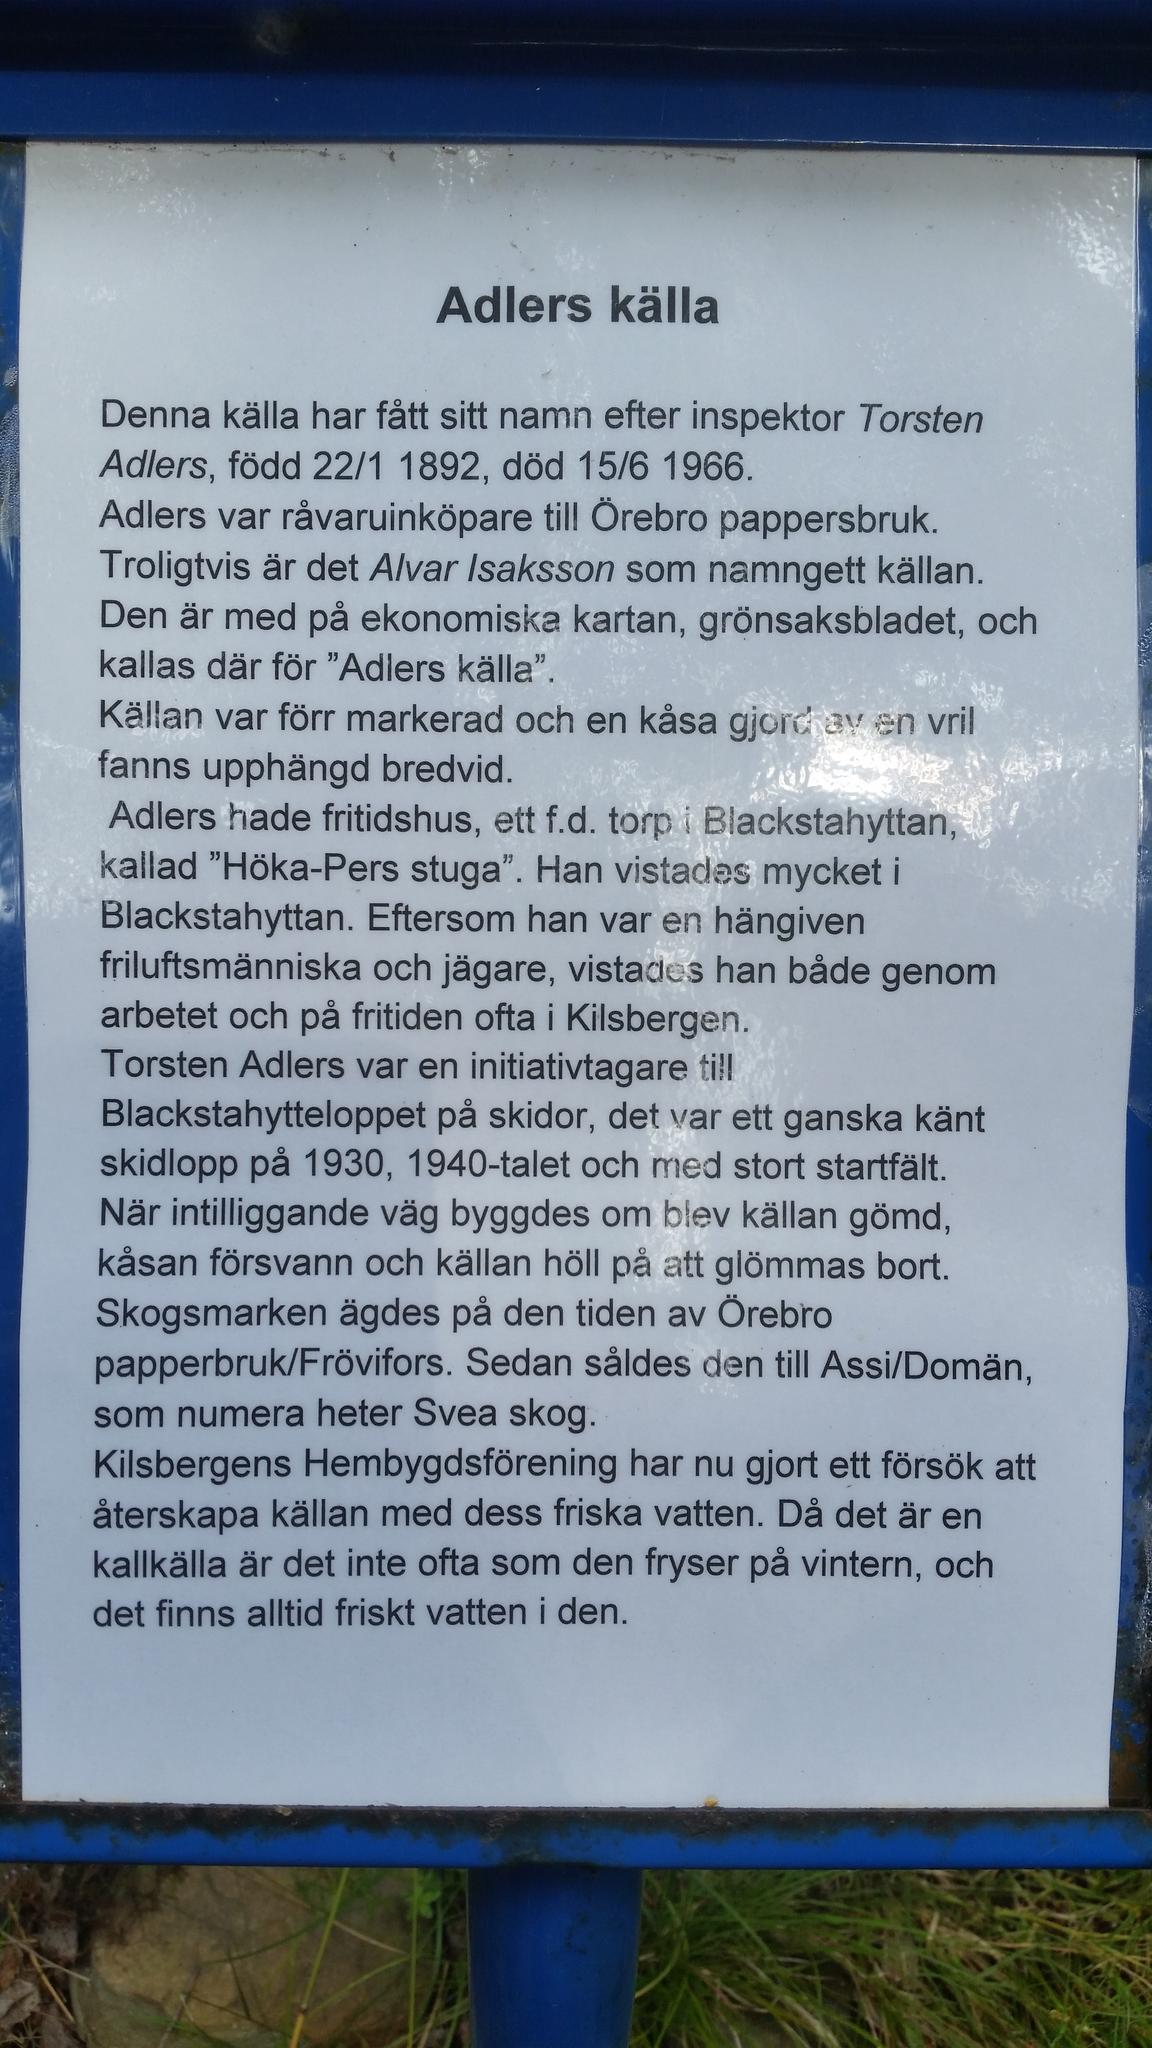 Adlers källa
Denna källa har fått sitt namn efter inspektor Torsten
Adlers, född 22/1 1892, död 15/6 1966.
Adlers var råvaruinköpare till Örebro pappersbruk.
Troligtvis är det Alvar Isaksson som namngett källan.
Den är med på ekonomiska kartan, grönsaksbladet, och
kallas där för ”Adlers källa”.
Källan var förr markerad och en kåsa gjord av en vril
fanns upphängd bredvid.
Adlers hade fritidshus, ett f.d. torp i Blackstahyttan,
kallad ”Höka-Pers stuga”. Han vistades mycket i
Blackstahyttan. Eftersom han var en hängiven
friluftsmänniska och jägare, vistades han både genom
arbetet och på fritiden ofta i Kilsbergen.
Torsten Adlers var en initiativtagare till
Blackstahytteloppet på skidor, det var ett ganska känt
skidlopp på 1930, 1940-talet och med stort startfält.
När intilliggande väg byggdes om blev källan gömd,
kåsan försvann och källan höll på att glömmas bort.
Skogsmarken ägdes på den tiden av Örebro
papperbruk/Frövifors. Sedan såldes den till Assi/Domän,
som numera heter Svea skog.
Kilsbergens Hembygdsförening har nu gjort ett försök att
återskapa källan med dess friska vatten. Då det är en
kallkälla är det inte ofta som den fryser på vintern, och
det finns alltid friskt vatten i den.